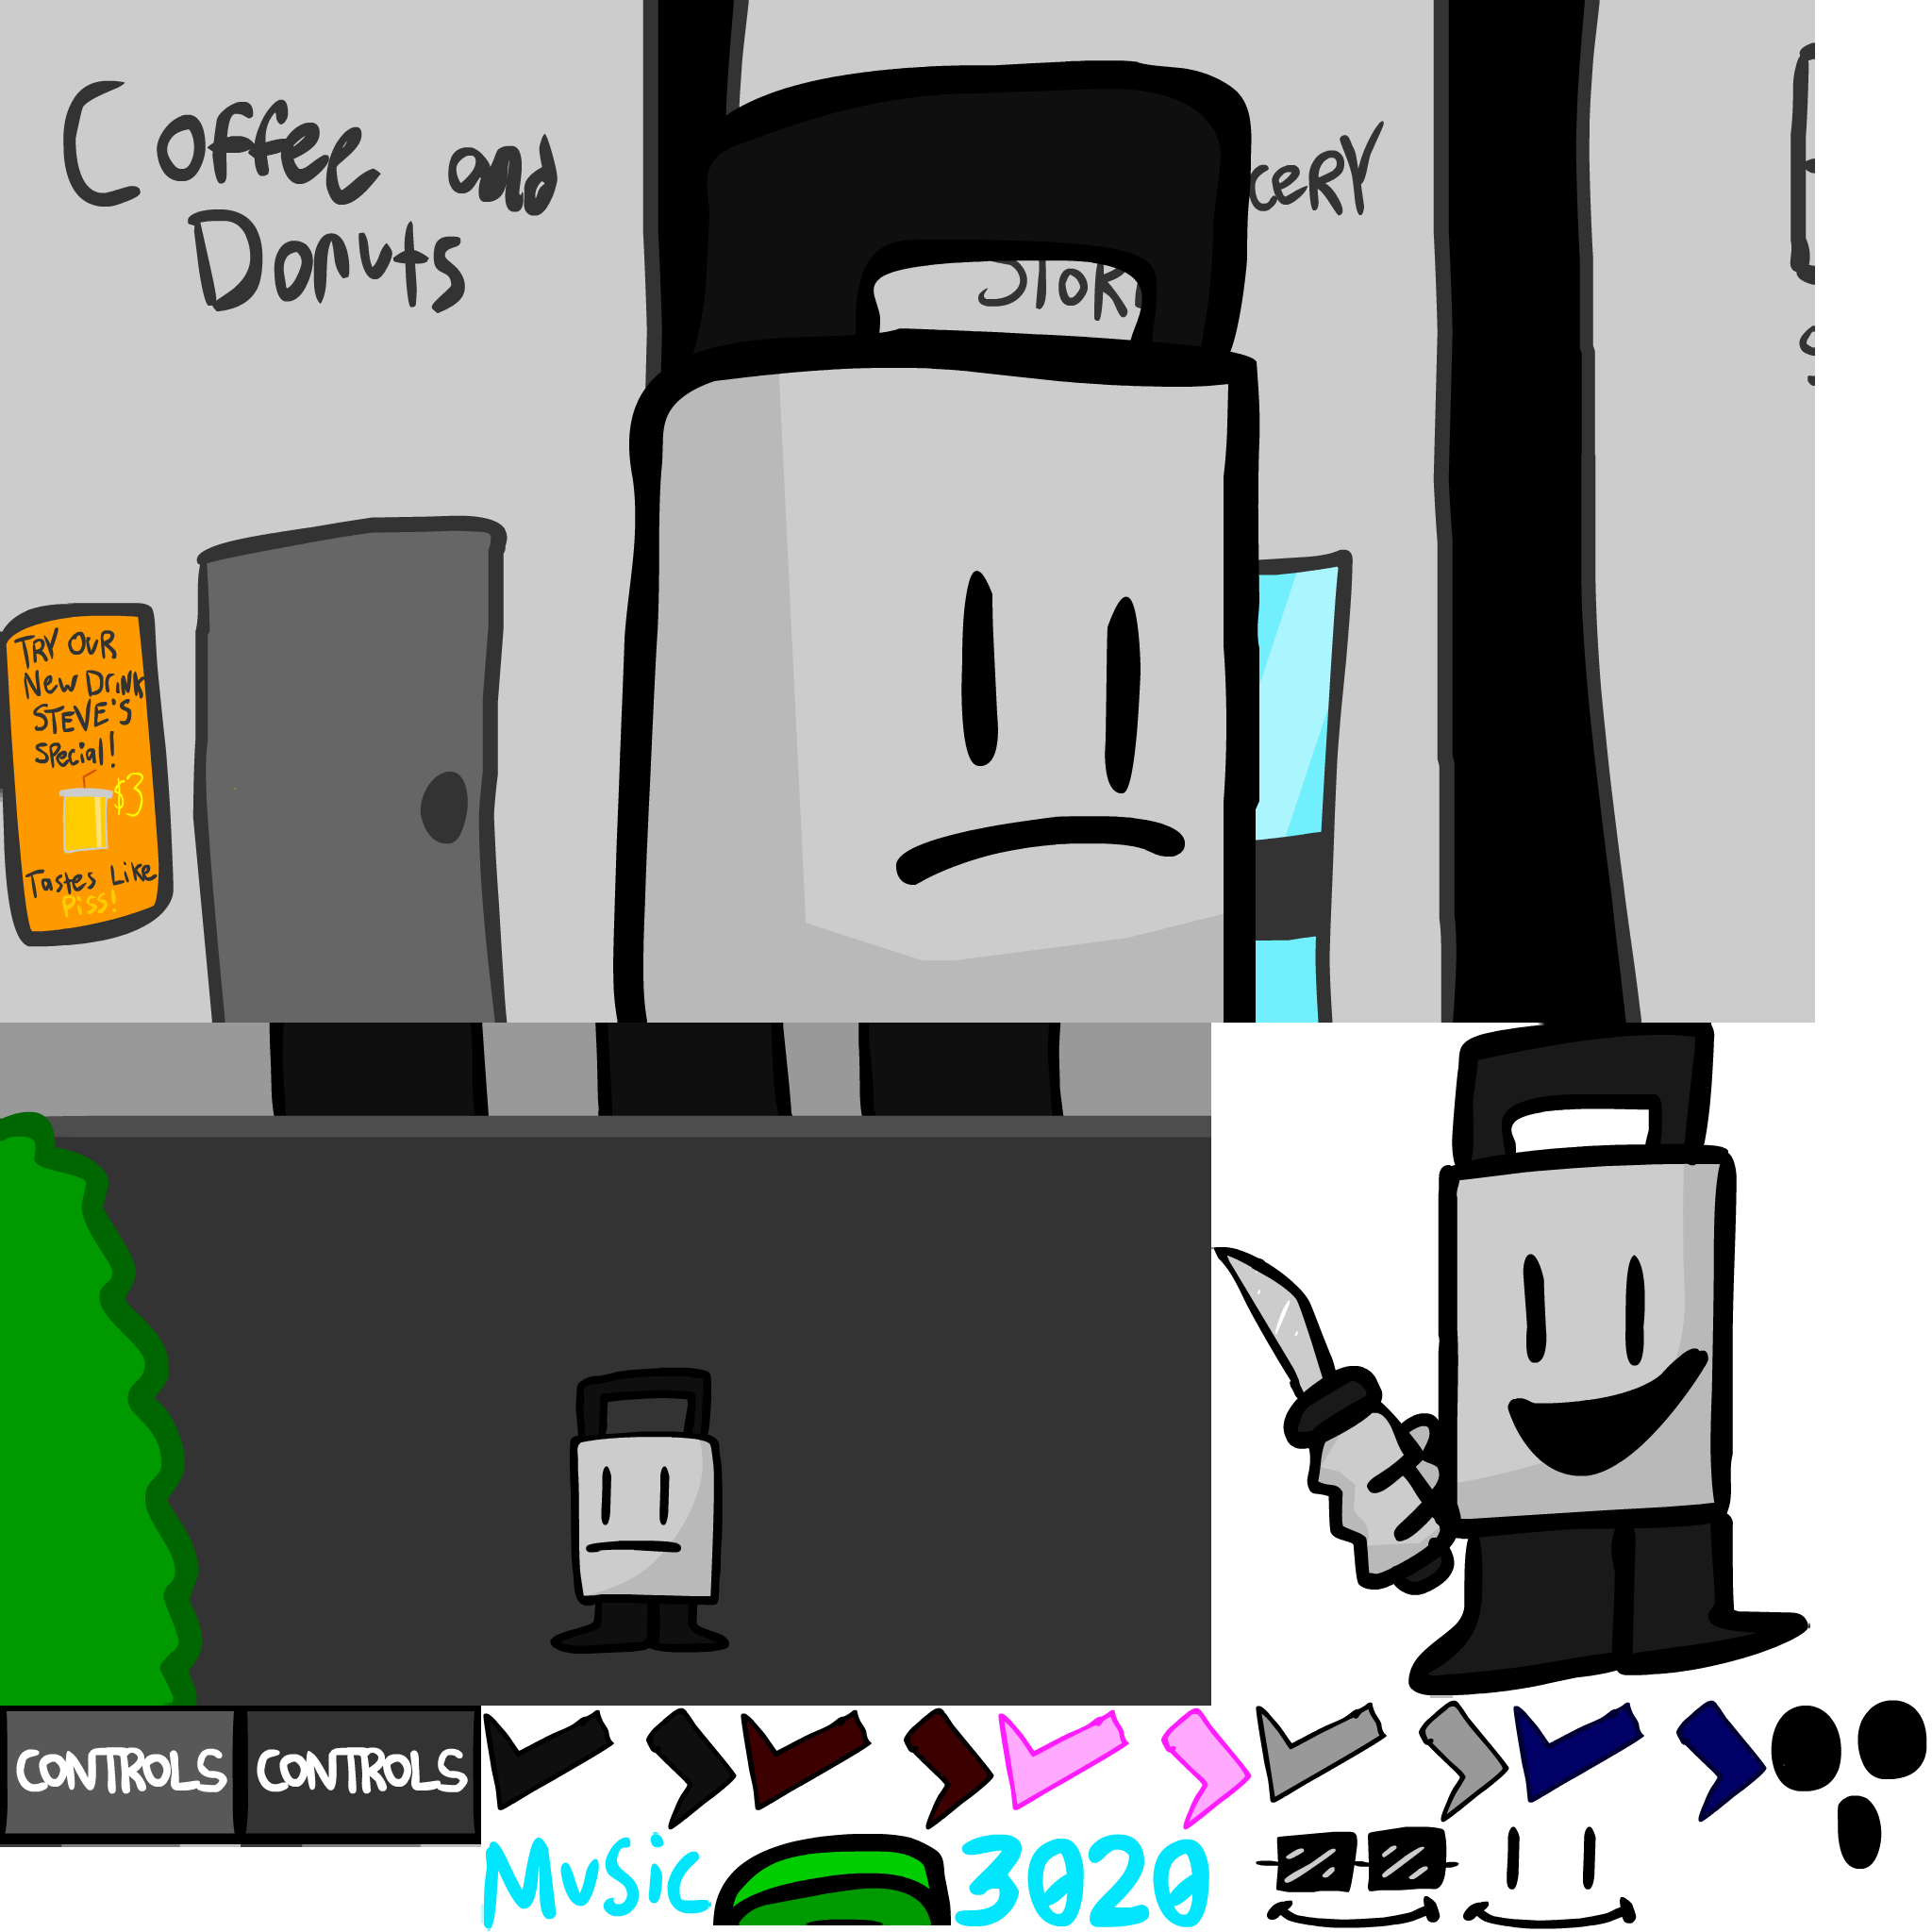 Coffee and
Donuts
CERY
STOR
TRY OUR
New DRiNK
STEVE'S
Special!
$3
Tastes Like
Piss!
CONTROLS
CONTROLS
Music
3020